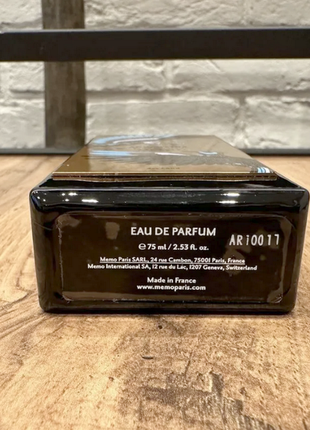 EAU DE PARFUM
℮ 75 ml / 2.53 fl. oz.
AR10017
Memo Paris SARL, 24 rue Cambon, 75001 Paris, France
Memo International SA, 12 rue du Lac, 1207 Geneva, Switzerland
Made in France
www.memoparis.com